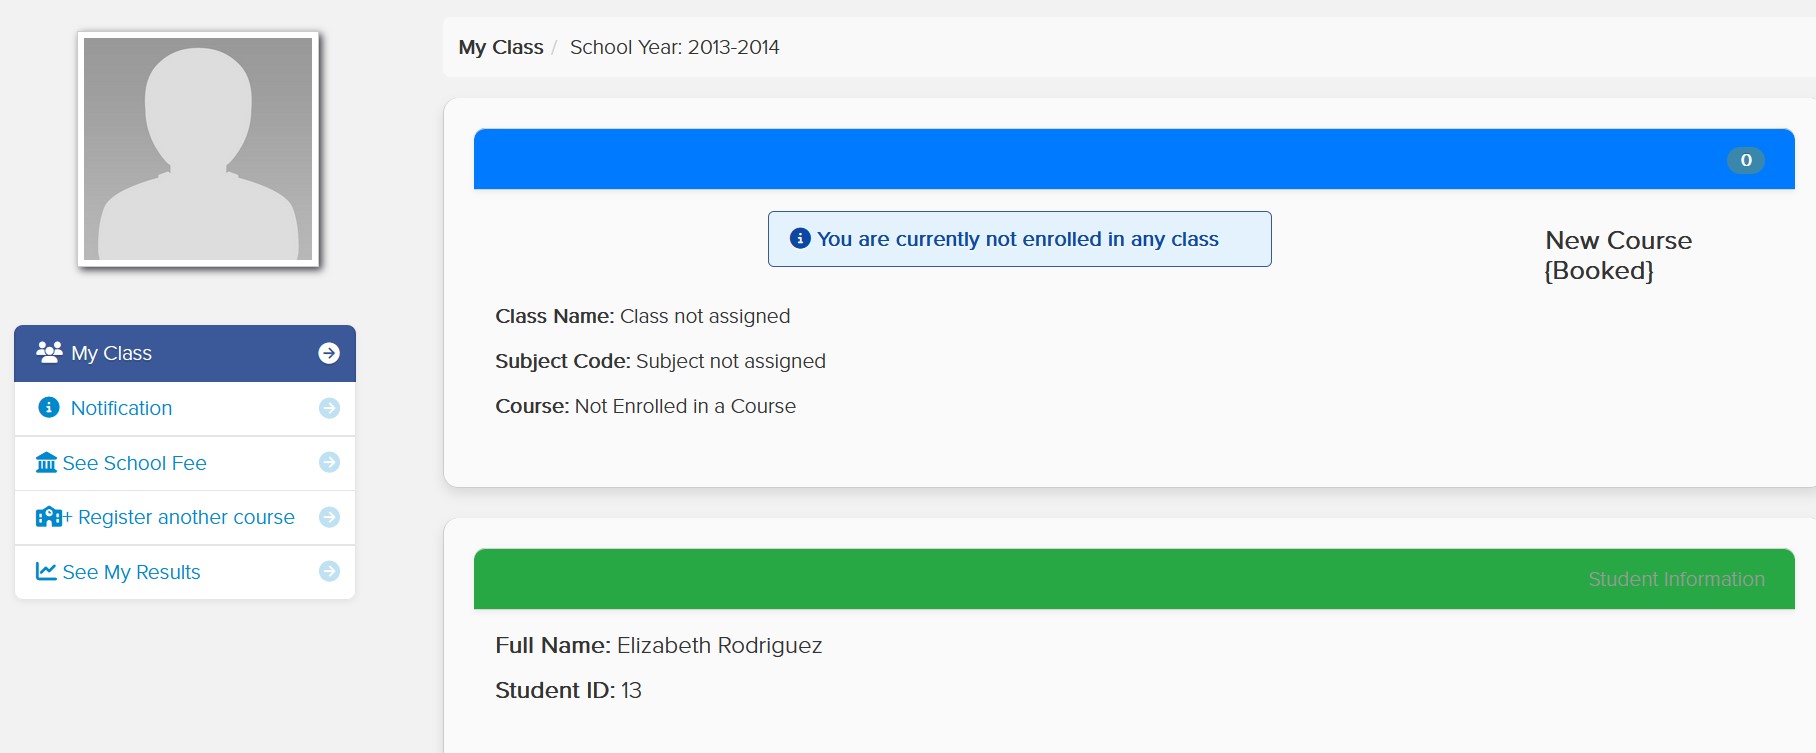 My Class / School Year: 2013-2014
0
You are currently not enrolled in any class
New Course
{Booked}
Class Name: Class not assigned
Subject Code: Subject not assigned
Course: Not Enrolled in a Course
My Class
Notification
See School Fee
+ Register another course
See My Results
Student Information
Full Name: Elizabeth Rodriguez
Student ID: 13